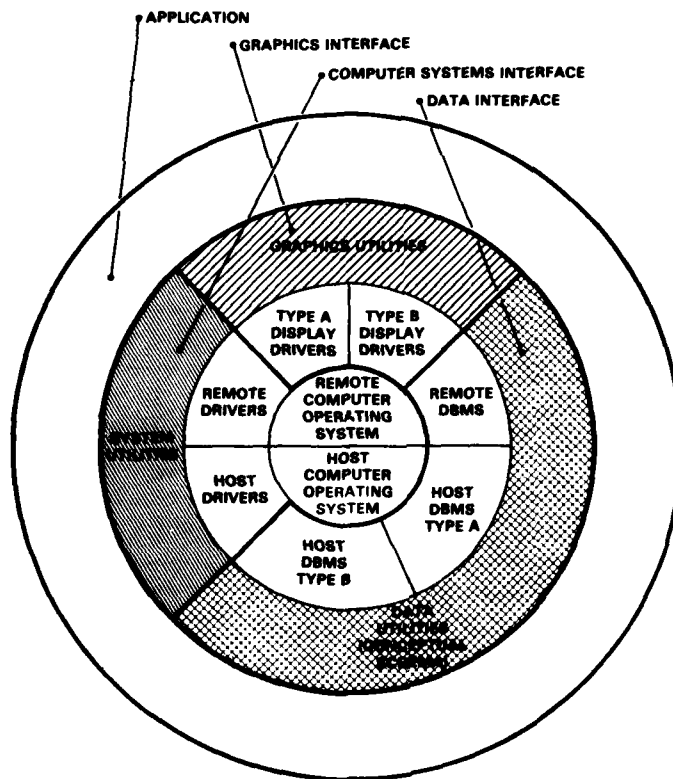 APPLICATION
GRAPHICS INTERFACE
COMPUTER SYSTEMS INTERFACE
DATA INTERFACE
GRAPHICS UTILITIES
TYPE A
DISPLAY
DRIVERS
TYPE B
DISPLAY
DRIVERS
REMOTE
DRIVERS
REMOTE
COMPUTER
OPERATING
SYSTEM
REMOTE
DBMS
SYSTEM
UTILITIES
HOST
DRIVERS
HOST
COMPUTER
OPERATING
SYSTEM
HOST
DBMS
TYPE A
HOST
DBMS
TYPE B
DATA
UTILITIES
(CONCEPTUAL